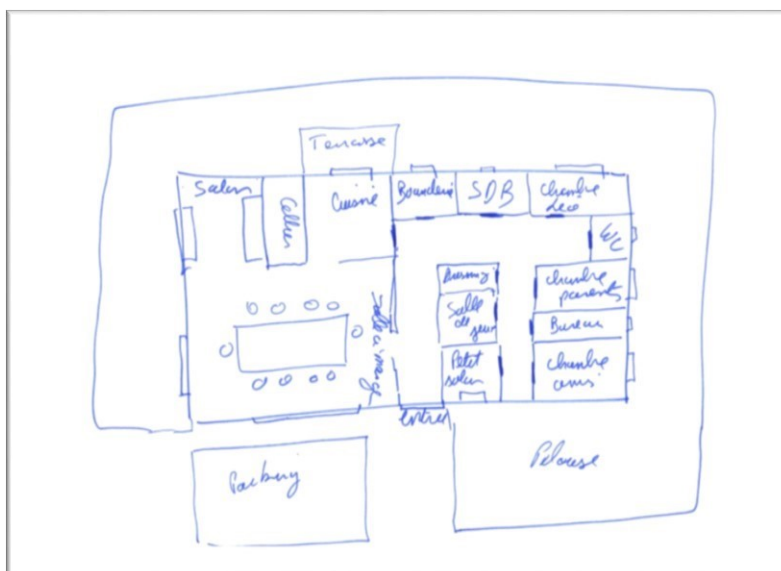 Terrasse
Salon
Cellier
Cuisine
Buanderie
SDB
Chambre
WC
Chambre
parents
Salle
de jeux
Bureau
Salle à manger
Petit
salon
Chambre
amis
Entrée
Parking
Pelouse